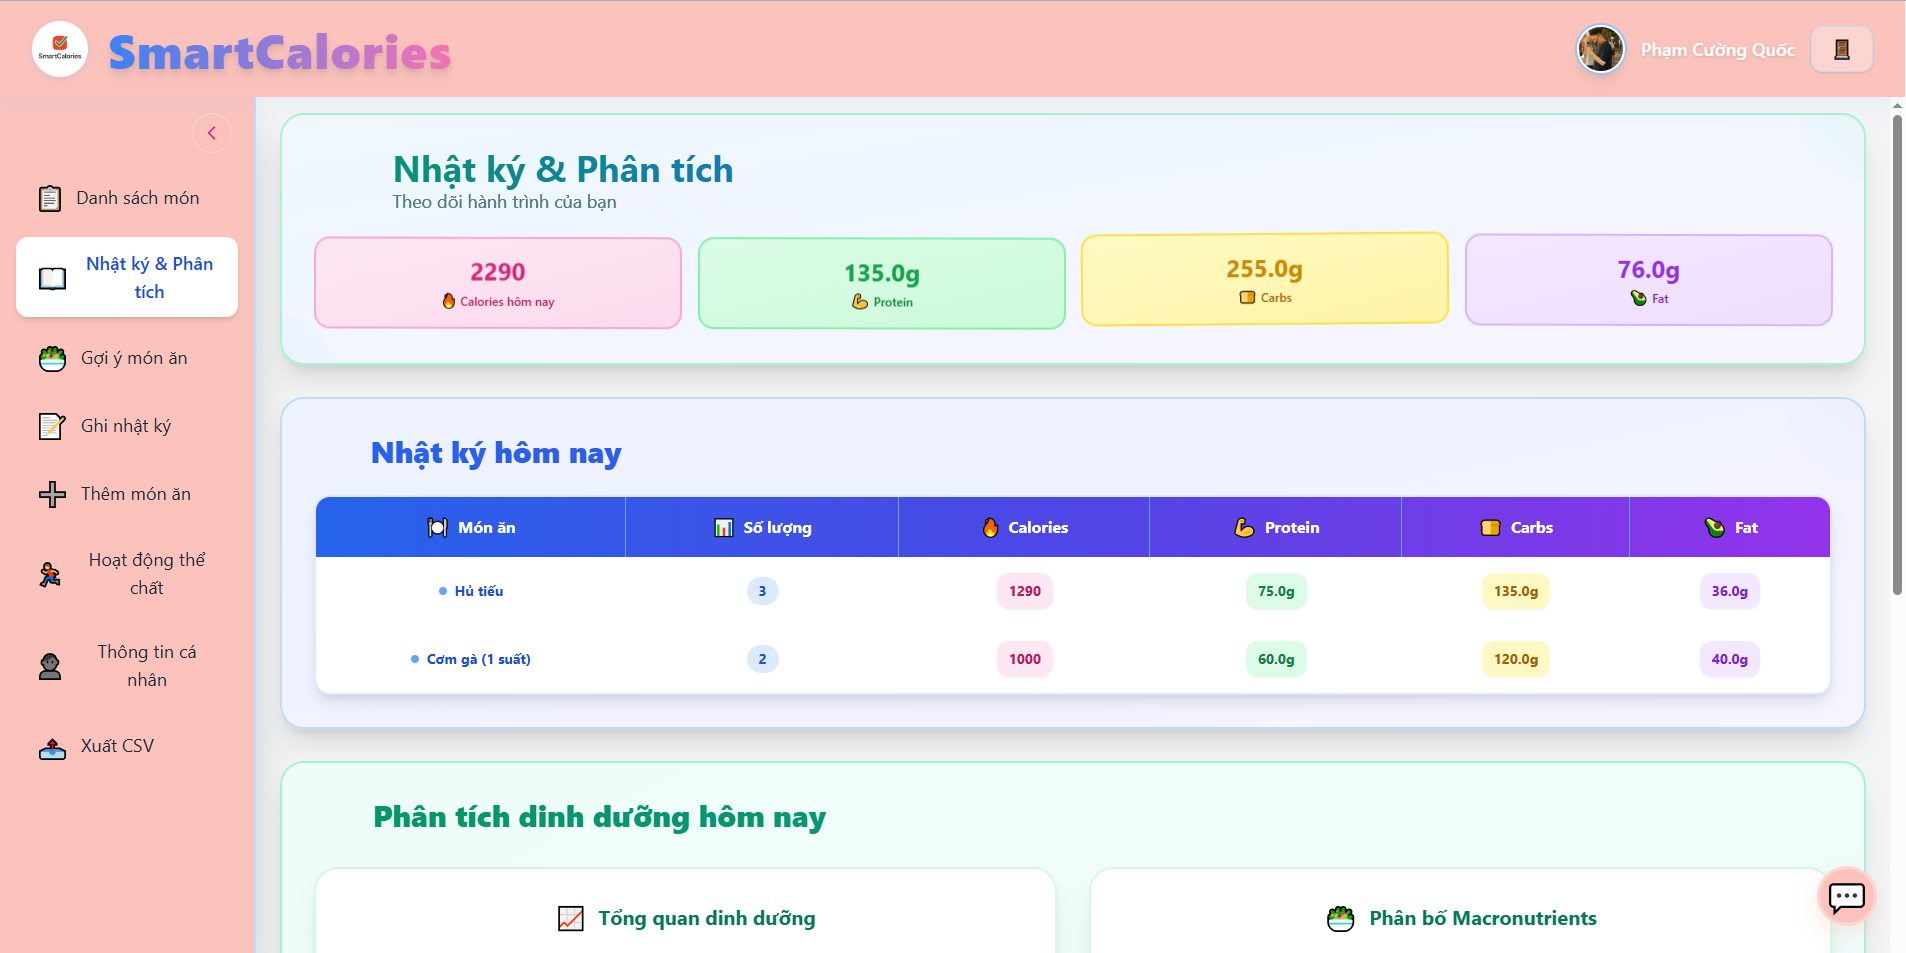 SmartCalories
SmartCalories
Phạm Cường Quốc
Danh sách món
Nhật ký & Phân
tích
Gợi ý món ăn
Ghi nhật ký
Thêm món ăn
Hoạt động thể
chất
Thông tin cá
nhân
Xuất CSV
Nhật ký & Phân tích
Theo dõi hành trình của bạn
2290
Calories hôm nay
135.0g
Protein
255.0g
Carbs
76.0g
Fat
Nhật ký hôm nay
Món ăn Số lượng Calories Protein Carbs Fat
Hủ tiếu 3 1290 75.0g 135.0g 36.0g
Cơm gà (1 suất) 2 1000 60.0g 120.0g 40.0g
Phân tích dinh dưỡng hôm nay
Tổng quan dinh dưỡng
Phân bố Macronutrients